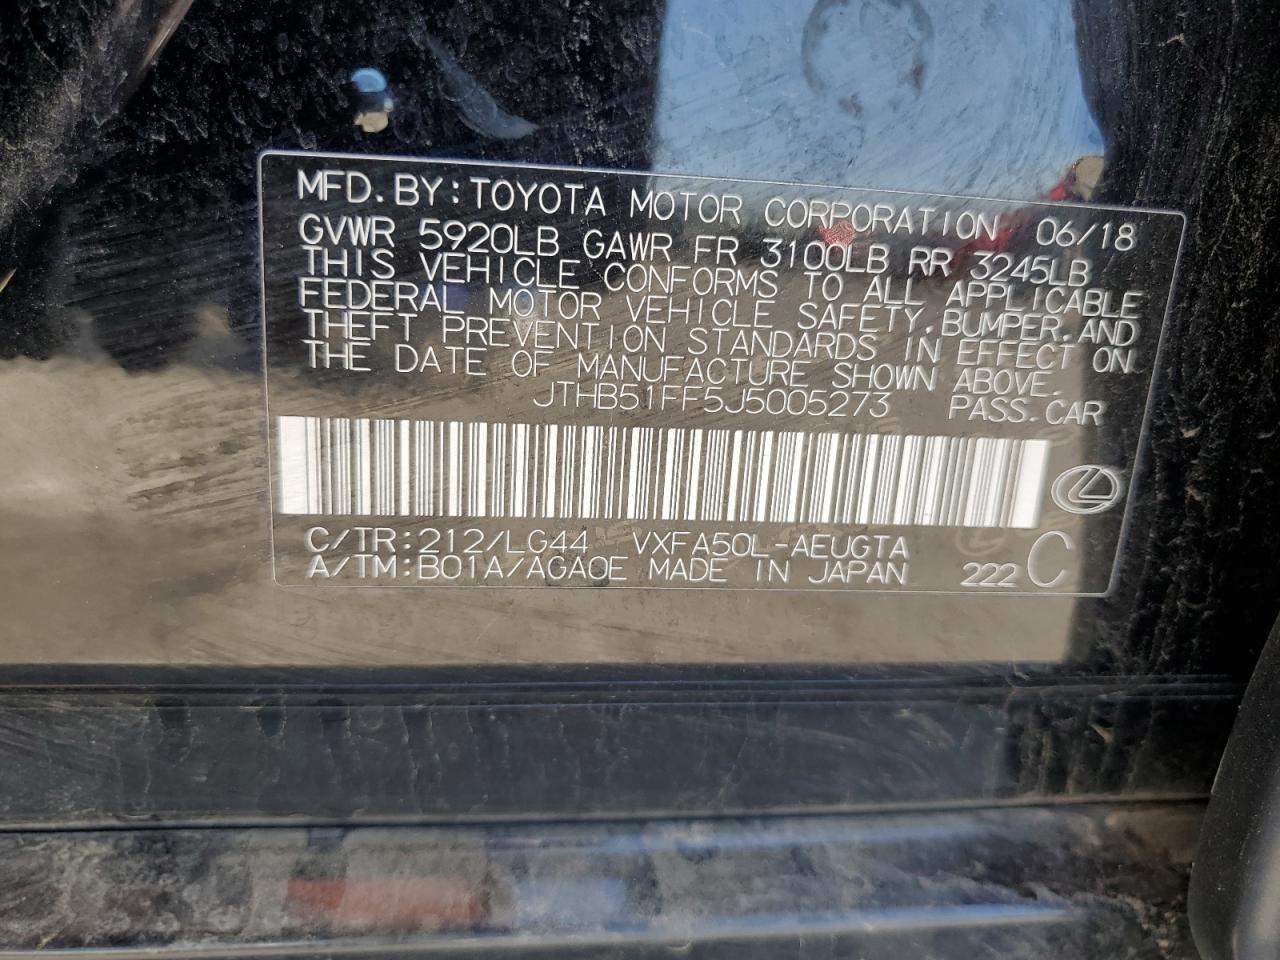 MFD. BY: TOYOTA MOTOR CORPORATION 06/18
GVWR 5920LB GAWR FR 3100LB RR 3245LB
THIS VEHICLE CONFORMS TO ALL APPLICABLE
FEDERAL MOTOR VEHICLE SAFETY, BUMPER, AND
THEFT PREVENTION STANDARDS IN EFFECT ON
THE DATE OF MANUFACTURE SHOWN ABOVE.
JTHB51FF5J5005273 PASS. CAR
C/TR: 212/LG44 VXFA50L-AEUGTA
A/TM: B01A/AGA0E MADE IN JAPAN 222 C